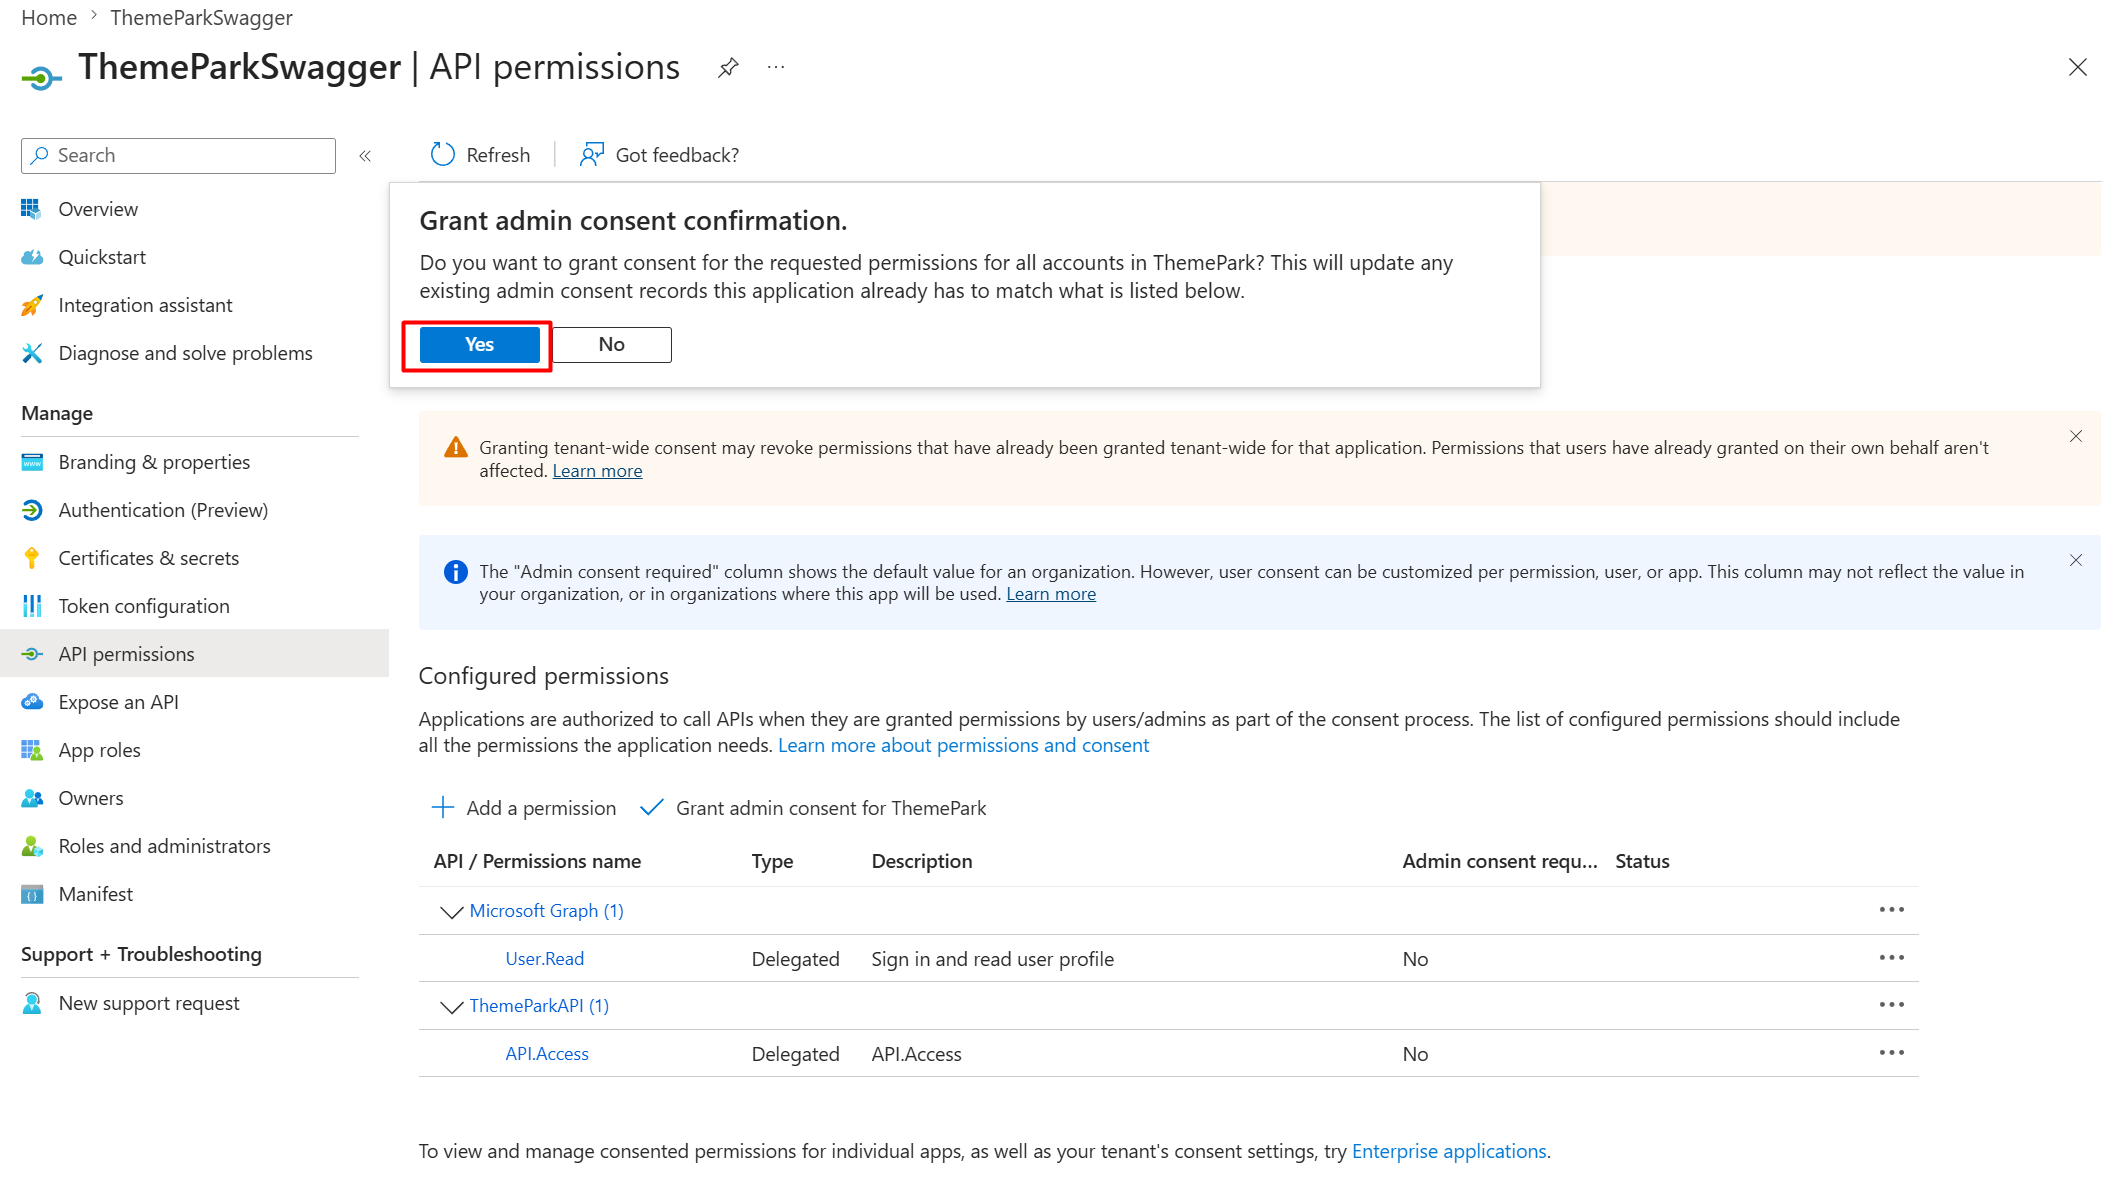 Home > ThemeParkSwagger
ThemeParkSwagger | API permissions ...
Search «
Refresh | Got feedback?
Overview
Quickstart
Integration assistant
Diagnose and solve problems
Manage
Branding & properties
Authentication (Preview)
Certificates & secrets
Token configuration
API permissions
Expose an API
App roles
Owners
Roles and administrators
Manifest
Support + Troubleshooting
New support request
Grant admin consent confirmation.
Do you want to grant consent for the requested permissions for all accounts in ThemePark? This will update any
existing admin consent records this application already has to match what is listed below.
Yes No
Granting tenant-wide consent may revoke permissions that have already been granted tenant-wide for that application. Permissions that users have already granted on their own behalf aren't
affected. Learn more
The "Admin consent required" column shows the default value for an organization. However, user consent can be customized per permission, user, or app. This column may not reflect the value in
your organization, or in organizations where this app will be used. Learn more
Configured permissions
Applications are authorized to call APIs when they are granted permissions by users/admins as part of the consent process. The list of configured permissions should include
all the permissions the application needs. Learn more about permissions and consent
Add a permission Grant admin consent for ThemePark
API / Permissions name Type Description Admin consent requ... Status
Microsoft Graph (1) ...
User.Read Delegated Sign in and read user profile No ...
ThemeParkAPI (1) ...
API.Access Delegated API.Access No ...
To view and manage consented permissions for individual apps, as well as your tenant's consent settings, try Enterprise applications.